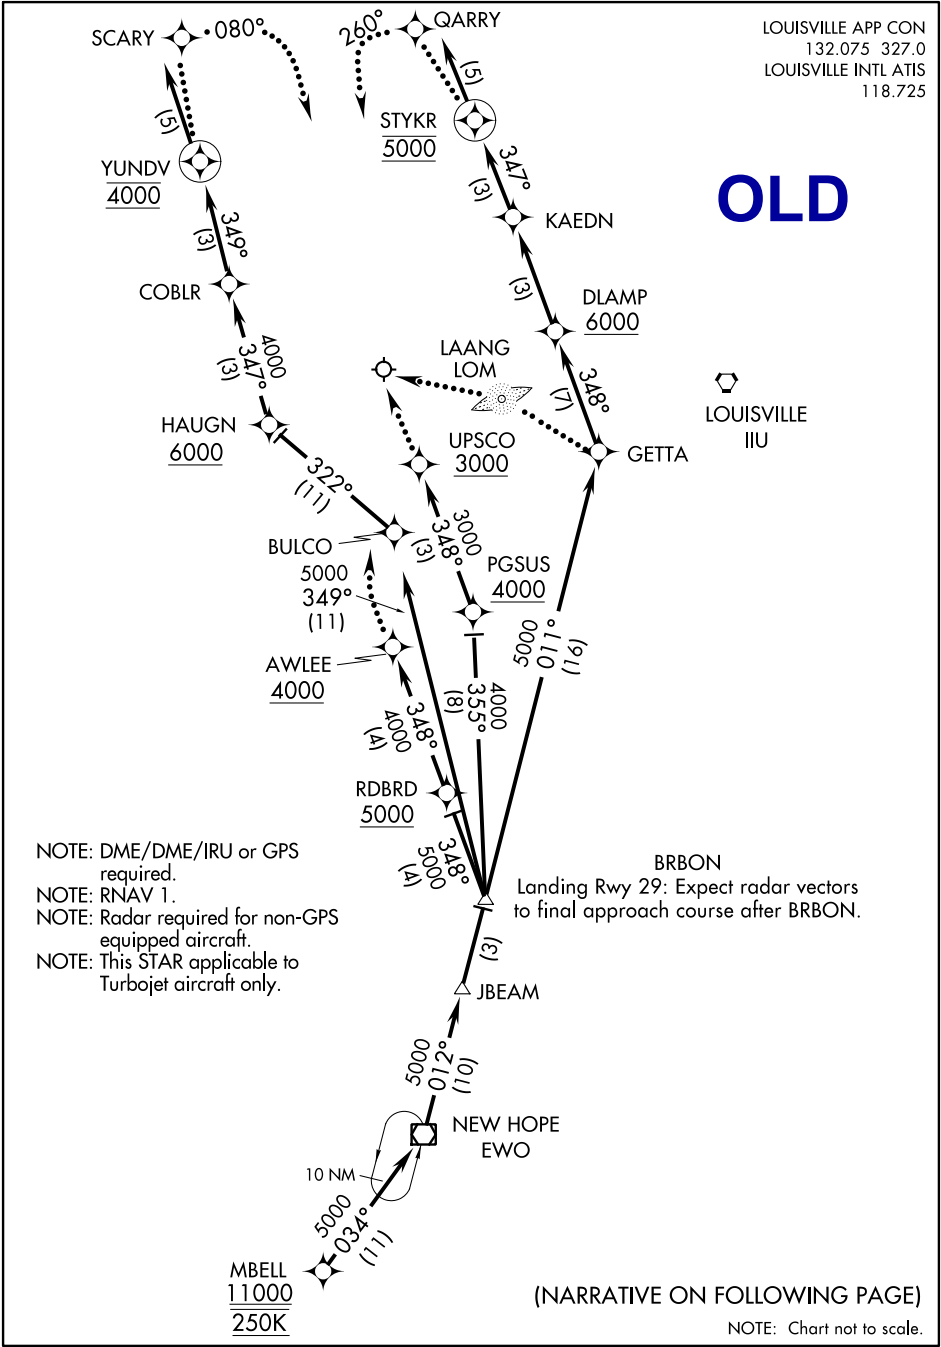 LOUISVILLE APP CON
132.075 327.0
LOUISVILLE INTL ATIS
118.725
OLD
SCARY
080°
260°
QARRY
(5)
(5)
STYKR
5000
YUNDV
4000
347°
(3)
KAEDN
349°
(3)
COBLR
(3)
DLAMP
6000
4000
347°
(3)
LAANG
LOM
348°
(7)
LOUISVILLE
IIU
HAUGN
6000
UPSCO
3000
GETTA
322°
(11)
BULCO
3000
348°
(3)
5000
349°
(11)
PGSUS
4000
5000
011°
(16)
AWLEE
4000
4000
355°
(8)
348°
4000
(4)
RDBRD
5000
348°
5000
(4)
NOTE: DME/DME/IRU or GPS
required.
NOTE: RNAV 1.
NOTE: Radar required for non-GPS
equipped aircraft.
NOTE: This STAR applicable to
Turbojet aircraft only.
BRBON
Landing Rwy 29: Expect radar vectors
to final approach course after BRBON.
(3)
JBEAM
5000
012°
(10)
NEW HOPE
EWO
10 NM
5000
034°
(11)
MBELL
11000
250K
(NARRATIVE ON FOLLOWING PAGE)
NOTE: Chart not to scale.